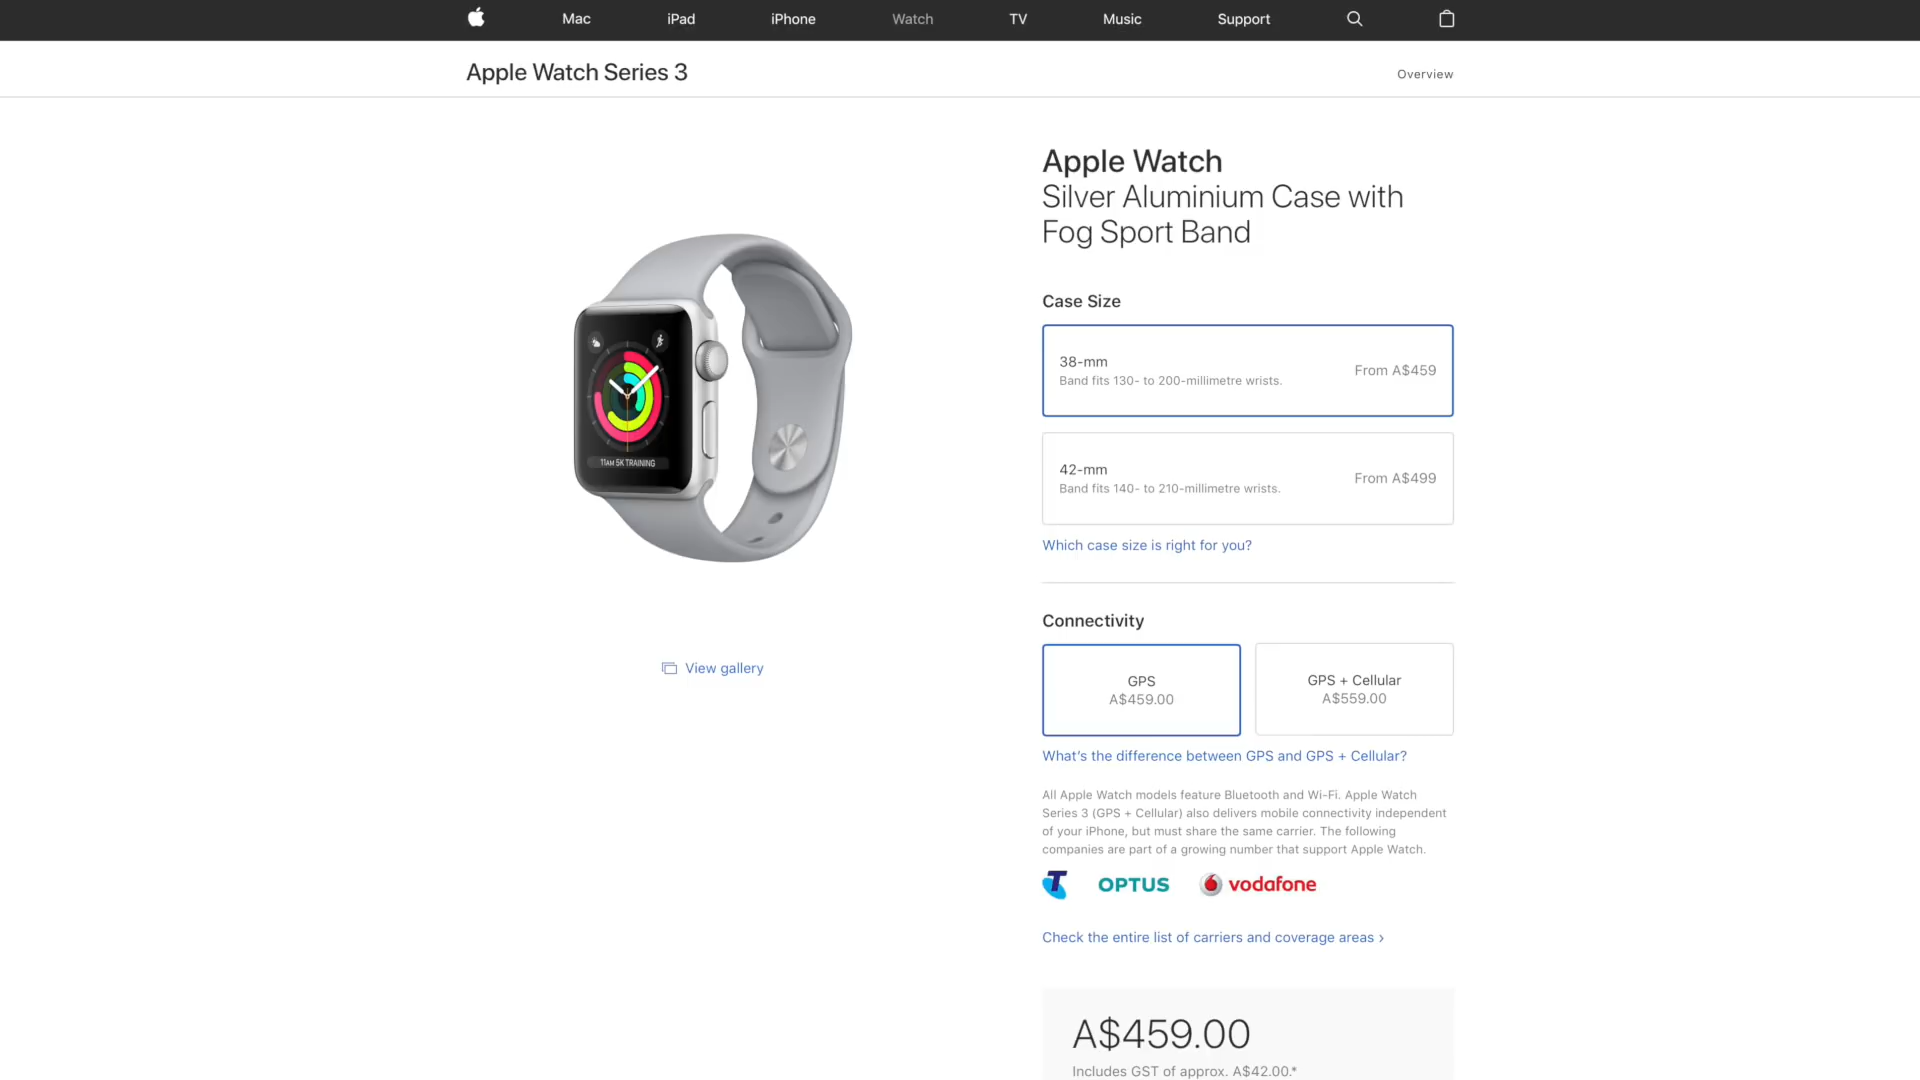 Mac
iPad
iPhone
Watch
TV
Music
Support
Apple Watch Series 3
Overview
Apple Watch
Silver Aluminium Case with
Fog Sport Band
Case Size
38-mm
Band fits 130- to 200-millimetre wrists.
From A$459
42-mm
Band fits 140- to 210-millimetre wrists.
From A$499
Which case size is right for you?
11AM 5K TRAINING
View gallery
Connectivity
GPS
A$459.00
GPS + Cellular
A$559.00
What's the difference between GPS and GPS + Cellular?
All Apple Watch models feature Bluetooth and Wi-Fi. Apple Watch
Series 3 (GPS + Cellular) also delivers mobile connectivity independent
of your iPhone, but must share the same carrier. The following
companies are part of a growing number that support Apple Watch.
T
OPTUS
vodafone
Check the entire list of carriers and coverage areas ›
A$459.00
Includes GST of approx. A$42.00.*